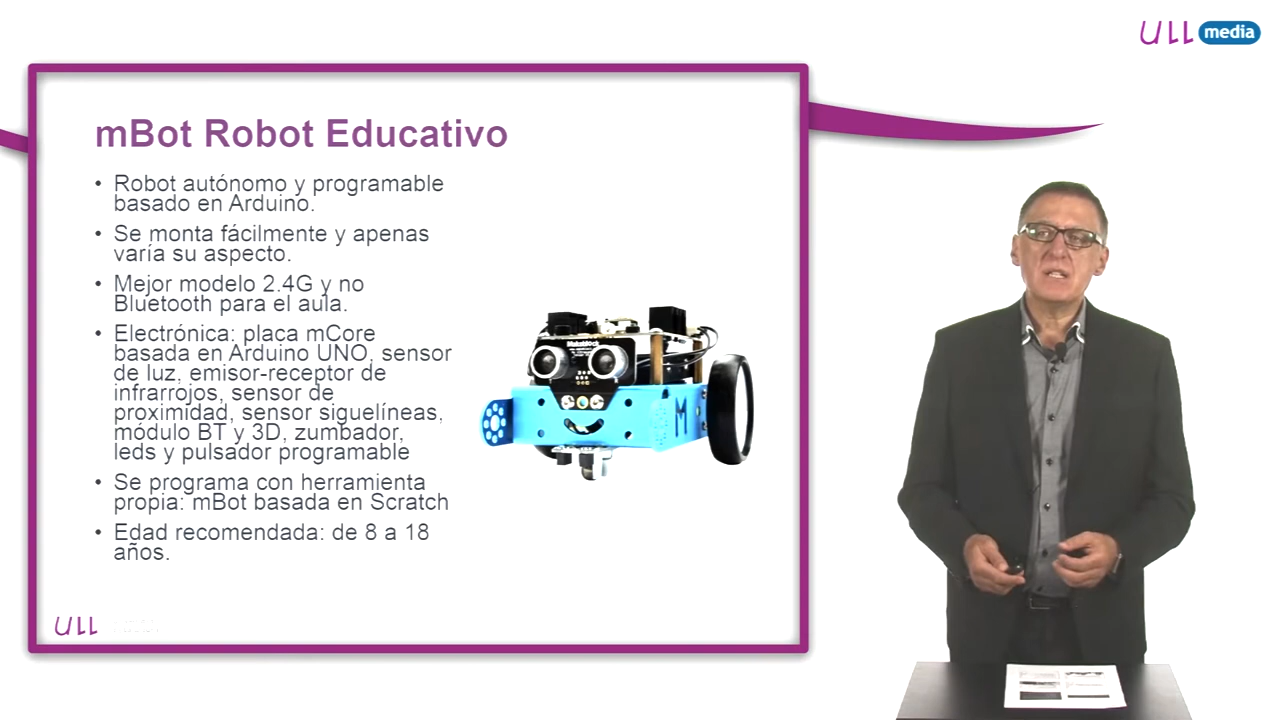 ULL media
mBot Robot Educativo
• Robot autónomo y programable
basado en Arduino.
• Se monta fácilmente y apenas
varía su aspecto.
• Mejor modelo 2.4G y no
Bluetooth para el aula.
• Electrónica: placa mCore
basada en Arduino UNO, sensor
de luz, emisor-receptor de
infrarrojos, sensor de
proximidad, sensor siguelíneas,
módulo BT y 3D, zumbador,
leds y pulsador programable
• Se programa con herramienta
propia: mBot basada en Scratch
• Edad recomendada: de 8 a 18
años.
Makeblock
M
ULL